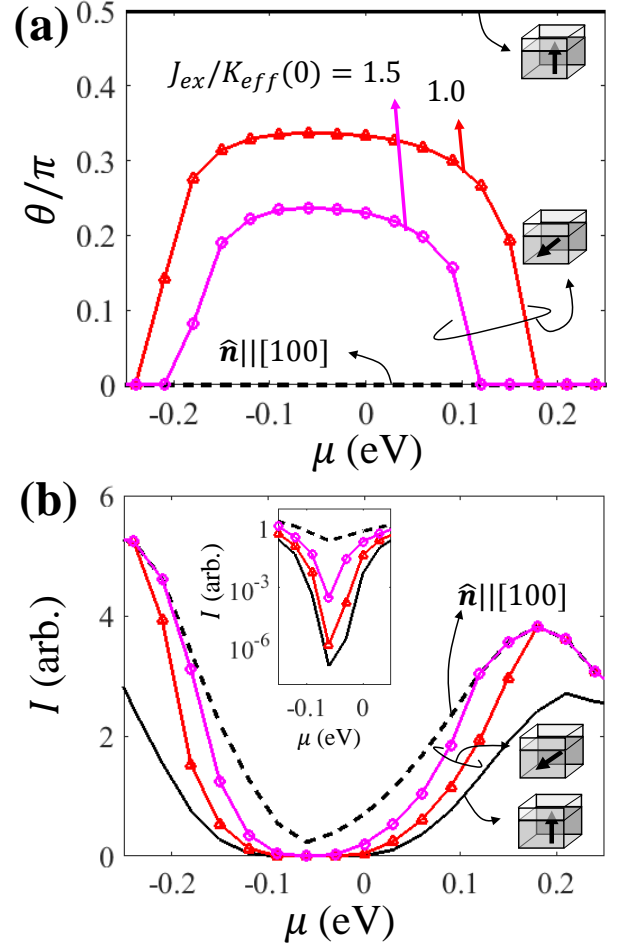 (a)
0.5
0.4
0.3
0.2
0.1
0
θ/π
J_ex/K_eff(0) = 1.5
1.0
n̂||[100]
-0.2 -0.1 0 0.1 0.2
μ (eV)
(b)
6
4
2
0
I (arb.)
1
10^-3
10^-6
I (arb.)
-0.1 0
μ (eV)
n̂||[100]
-0.2 -0.1 0 0.1 0.2
μ (eV)